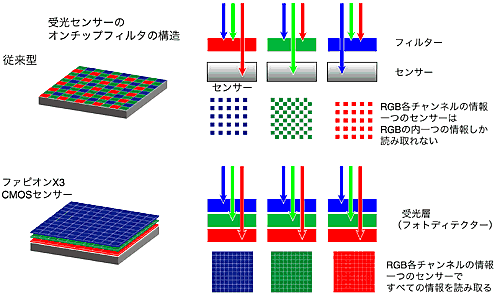 受光センサーの
オンチップフィルタの構造
従来型
フィルター
センサー
センサー
RGB各チャンネルの情報
一つのセンサーは
RGBの内一つの情報しか
読み取れない
ファビオンX3
CMOSセンサー
受光層
(フォトディテクター)
RGB各チャンネルの情報
一つのセンサーで
すべての情報を読み取る